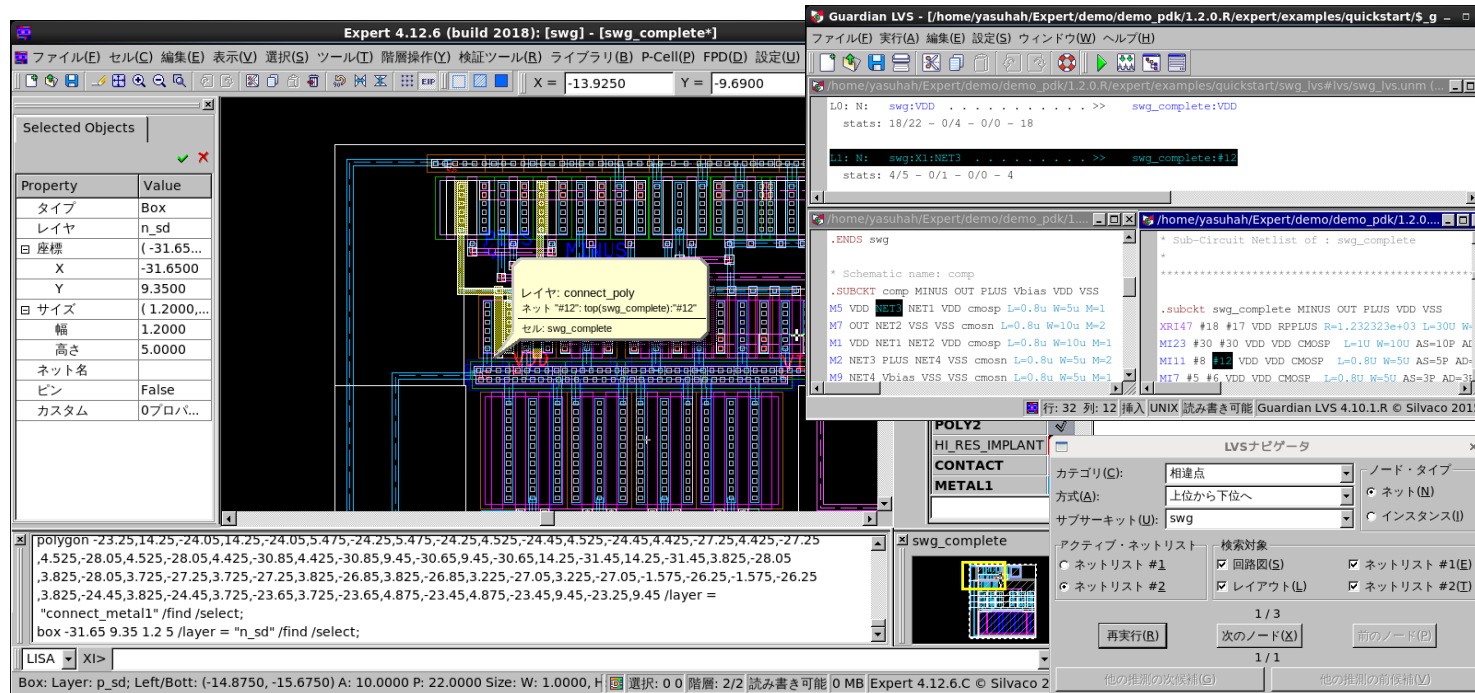 Expert 4.12.6 (build 2018): [swg] - [swg_complete*]
ファイル(F) セル(C) 編集(E) 表示(V) 選択(S) ツール(T) 階層操作(Y) 検証ツール(R) ライブラリ(B) P-Cell(P) FPD(D) 設定(U)
EIP X = -13.9250 Y = -9.6900
Selected Objects
Property Value
タイプ Box
レイヤ n_sd
座標 (-31.65...
X -31.6500
Y 9.3500
サイズ (1.2000,...
幅 1.2000
高さ 5.0000
ネット名
ピン False
カスタム 0プロパ...
PLUS MINUS
レイヤ: connect_poly
ネット "#12": top(swg_complete):"#12"
セル: swg_complete
polygon -23.25,14.25,-24.05,14.25,-24.05,5.475,-24.25,5.475,-24.25,4.525,-24.45,4.525,-24.45,4.425,-27.25,4.425,-27.25
,4.525,-28.05,4.525,-28.05,4.425,-30.85,4.425,-30.85,9.45,-30.65,9.45,-30.65,14.25,-31.45,14.25,-31.45,3.825,-28.05
,3.825,-28.05,3.725,-27.25,3.725,-27.25,3.825,-26.85,3.825,-26.85,3.225,-27.05,3.225,-27.05,-1.575,-26.25,-1.575,-26.25
,3.825,-24.45,3.825,-24.45,3.725,-23.65,3.725,-23.65,4.875,-23.45,4.875,-23.45,9.45,-23.25,9.45 /layer =
"connect_metal1" /find /select;
box -31.65 9.35 1.2 5 /layer = "n_sd" /find /select;
LISA XI>
Box: Layer: p_sd; Left/Bott: (-14.8750, -15.6750) A: 10.0000 P: 22.0000 Size: W: 1.0000, H 選択: 0 0 階層: 2/2 読み書き可能 0 MB Expert 4.12.6.C © Silvaco 2
swg_complete
POLY2
HI_RES_IMPLANT
CONTACT
METAL1
Guardian LVS - [/home/yasuhah/Expert/demo/demo_pdk/1.2.0.R/expert/examples/quickstart/$_g
ファイル(F) 実行(A) 編集(E) 設定(S) ウィンドウ(W) ヘルプ(H)
/home/yasuhah/Expert/demo/demo_pdk/1.2.0.R/expert/examples/quickstart/swg_lvs#lvs/swg_lvs.unm (...
L0: N: swg:VDD . . . . . . . . . . . >> swg_complete:VDD
stats: 18/22 - 0/4 - 0/0 - 18
L1: N: swg:X1:NET3 . . . . . . . . . >> swg_complete:#12
stats: 4/5 - 0/1 - 0/0 - 4
/home/yasuhah/Expert/demo/demo_pdk/1....
.ENDS swg
* Schematic name: comp
.SUBCKT comp MINUS OUT PLUS Vbias VDD VSS
M5 VDD NET3 NET1 VDD cmosp L=0.8u W=5u M=1
M7 OUT NET2 VSS VSS cmosn L=0.8u W=10u M=2
M1 VDD NET1 NET2 VDD cmosp L=0.8u W=10u M=1
M2 NET3 PLUS NET4 VSS cmosn L=0.8u W=5u M=2
M9 NET4 Vbias VSS VSS cmosn L=0.8u W=5u M=1
/home/yasuhah/Expert/demo/demo_pdk/1.2.0....
* Sub-Circuit Netlist of : swg_complete
*
.subckt swg_complete MINUS OUT PLUS VDD VSS
XRI47 #18 #17 VDD RPPLUS R=1.232323e+03 L=30U W=
MI23 #30 #30 VDD VDD CMOSP L=1U W=10U AS=10P AD
MI11 #8 #12 VDD VDD CMOSP L=0.8U W=5U AS=5P AD=
MI7 #5 #6 VDD VDD CMOSP L=0.8U W=5U AS=3P AD=3P
行: 32 列: 12 挿入 UNIX 読み書き可能 Guardian LVS 4.10.1.R © Silvaco 201
LVSナビゲータ
カテゴリ(C): 相違点
方式(A): 上位から下位へ
サブサーキット(U): swg
ノード・タイプ
ネット(N)
インスタンス(I)
アクティブ・ネットリスト
ネットリスト #1
ネットリスト #2
検索対象
回路図(S) ネットリスト #1(E)
レイアウト(L) ネットリスト #2(T)
1 / 3
再実行(R) 次のノード(X) 前のノード(P)
1 / 1
他の推測の次候補(G) 他の推測の前候補(V)